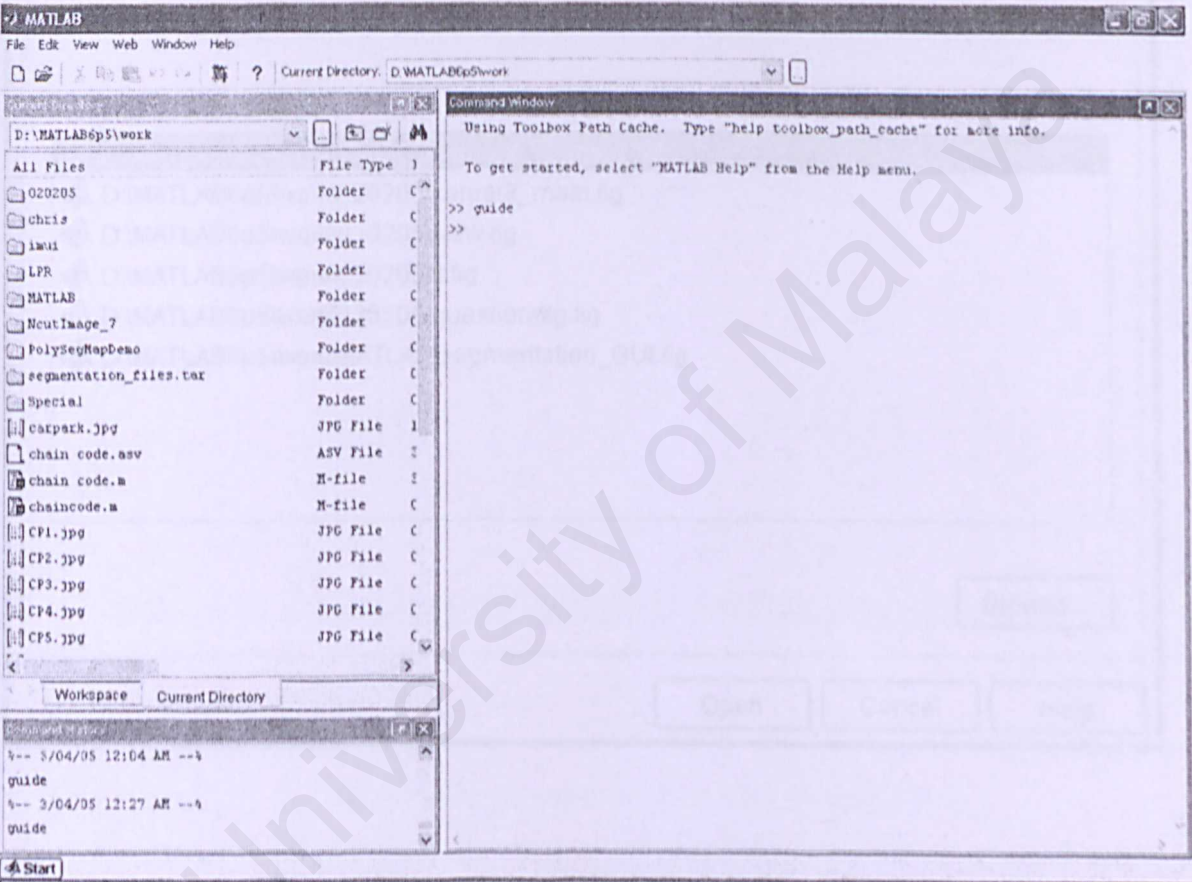 MATLAB
File Edit View Web Window Help
? Current Directory: D:\MATLAB6p5\work
Command Window
D:\MATLAB6p5\work
All Files File Type
020205 Folder
chris Folder
imui Folder
LPR Folder
MATLAB Folder
NcutImage_7 Folder
PolySegMapDemo Folder
segmentation_files.tar Folder
Special Folder
carpark.jpg JPG File
chain code.asv ASV File
chain code.m M-file
chaincode.m M-file
CP1.jpg JPG File
CP2.jpg JPG File
CP3.jpg JPG File
CP4.jpg JPG File
CP5.jpg JPG File
Workspace Current Directory
%-- 5/04/05 12:04 AM --%
guide
%-- 3/04/05 12:27 AM --%
guide
Start
Using Toolbox Path Cache. Type "help toolbox_path_cache" for more info.
To get started, select "MATLAB Help" from the Help menu.
>> guide
>>
University of Malaya